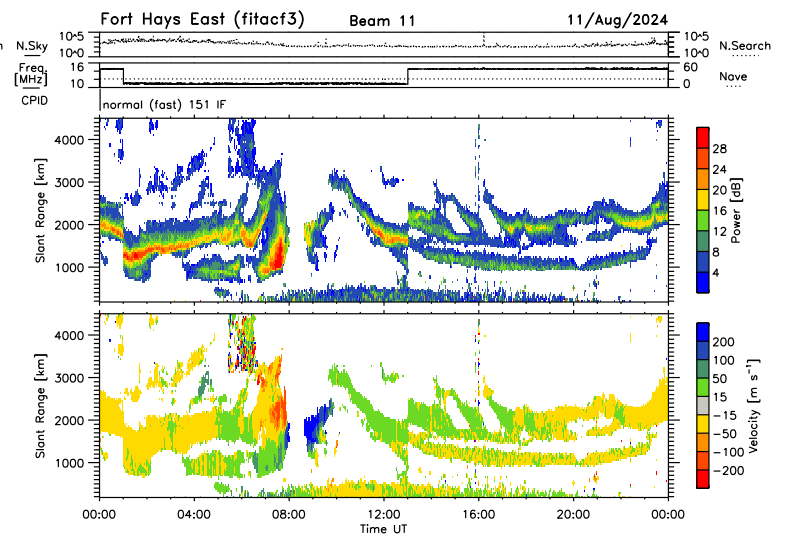 Fort Hays East (fitacf3) Beam 11 11/Aug/2024
N.Sky 10^5 10^0 10^5 10^0 N.Search
Freq. [MHz] 16 10 60 0 Nave
CPID normal (fast) 151 IF
Slant Range [km]
4000
3000
2000
1000
Power [dB]
28
24
20
16
12
8
4
Slant Range [km]
4000
3000
2000
1000
Velocity [m s⁻¹]
200
100
50
15
−15
−50
−100
−200
00:00 04:00 08:00 12:00 16:00 20:00 00:00
Time UT